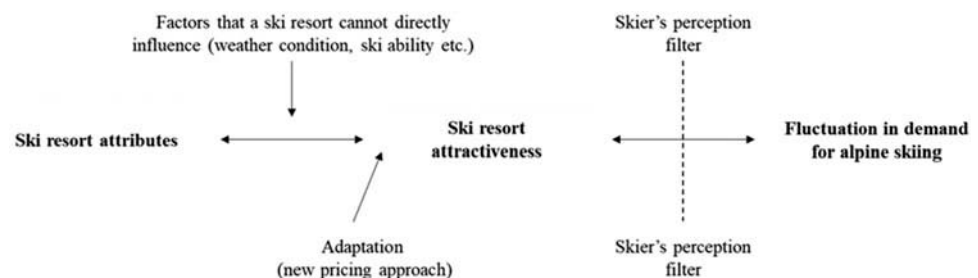 Factors that a ski resort cannot directly
influence (weather condition, ski ability etc.)
Skier's perception
filter
Ski resort attributes
Ski resort
attractiveness
Fluctuation in demand
for alpine skiing
Adaptation
(new pricing approach)
Skier's perception
filter